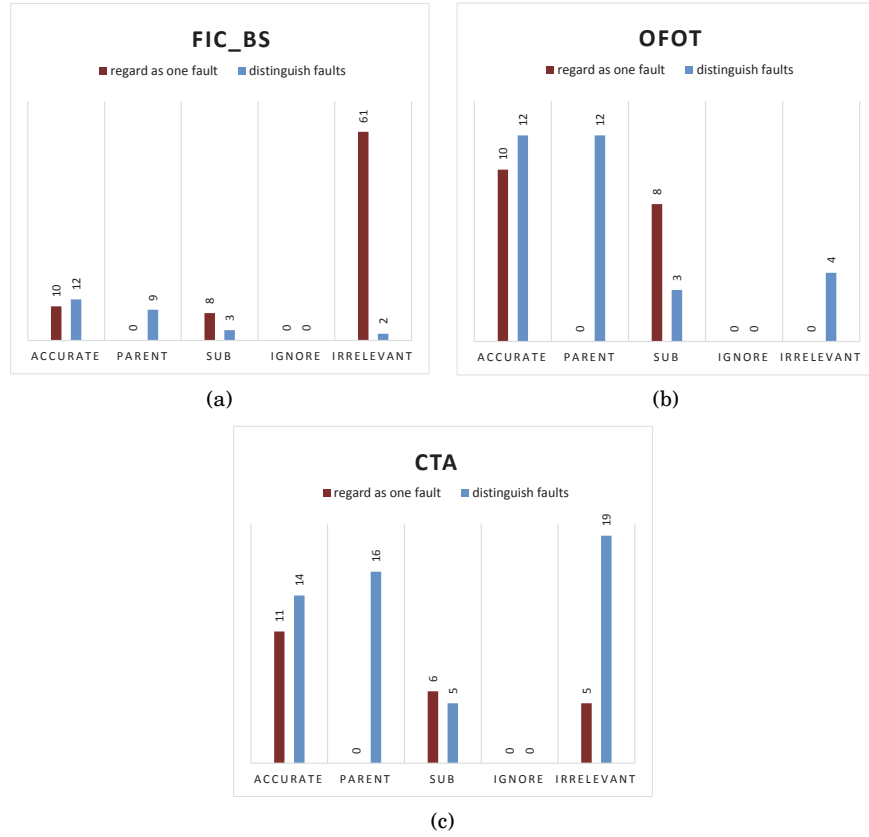 FIC_BS
regard as one fault distinguish faults
10 12 0 9 8 3 0 0 61 2
ACCURATE PARENT SUB IGNORE IRRELEVANT
(a)
OFOT
regard as one fault distinguish faults
10 12 0 12 8 3 0 0 0 4
ACCURATE PARENT SUB IGNORE IRRELEVANT
(b)
CTA
regard as one fault distinguish faults
11 14 0 16 6 5 0 0 5 19
ACCURATE PARENT SUB IGNORE IRRELEVANT
(c)